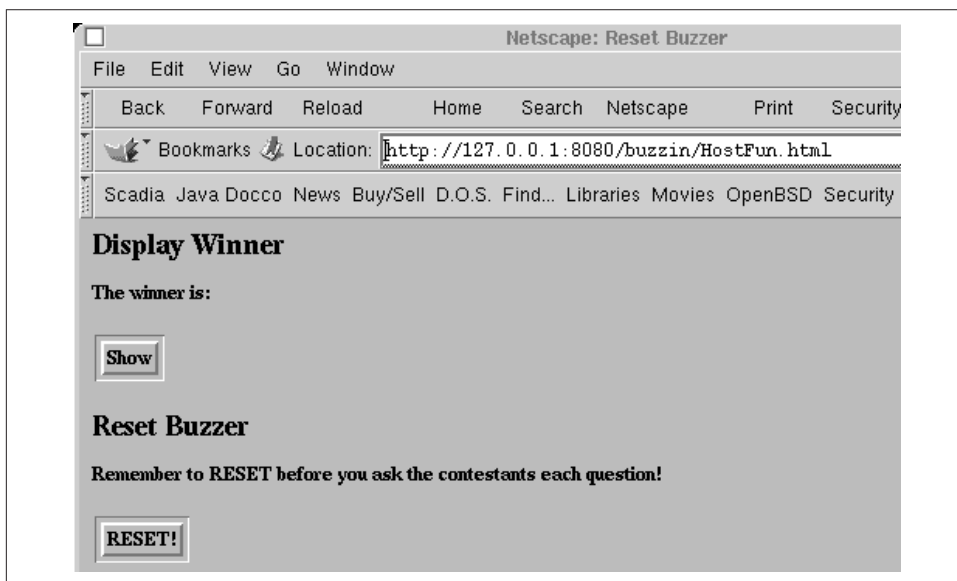 Netscape: Reset Buzzer
File Edit View Go Window
Back Forward Reload Home Search Netscape Print Security
Bookmarks Location: http://127.0.0.1:8080/buzzin/HostFun.html
Scadia Java Docco News Buy/Sell D.O.S. Find... Libraries Movies OpenBSD Security
Display Winner
The winner is:
Show
Reset Buzzer
Remember to RESET before you ask the contestants each question!
RESET!